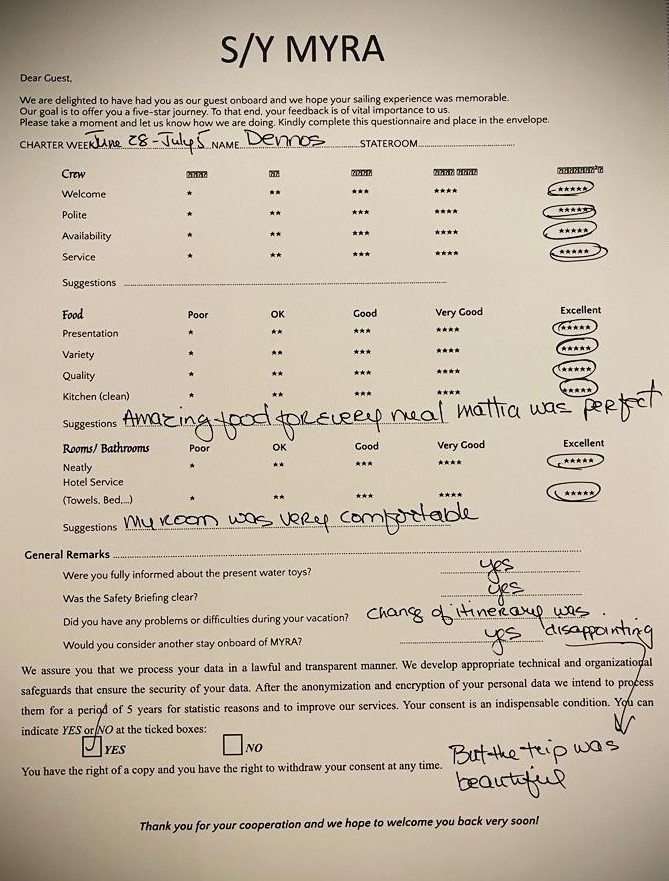 S/Y MYRA
Dear Guest,
We are delighted to have had you as our guest onboard and we hope your sailing experience was memorable.
Our goal is to offer you a five-star journey. To that end, your feedback is of vital importance to us.
Please take a moment and let us know how we are doing. Kindly complete this questionnaire and place in the envelope.
CHARTER WEEK June 28-July 5 NAME Demos STATEROOM
Crew
Welcome * ** *** **** *****
Polite * ** *** **** *****
Availability * ** *** **** *****
Service * ** *** **** *****
Suggestions
Food Poor OK Good Very Good Excellent
Presentation * ** *** **** *****
Variety * ** *** **** *****
Quality * ** *** **** *****
Kitchen (clean) * ** *** **** *****
Suggestions Amazing food for every meal mattia was perfect
Rooms/ Bathrooms Poor OK Good Very Good Excellent
Neatly * ** *** **** *****
Hotel Service
(Towels, Bed,...) * ** *** **** *****
Suggestions my room was very comfortable
General Remarks
Were you fully informed about the present water toys? yes
Was the Safety Briefing clear? yes
Did you have any problems or difficulties during your vacation? change of itinerary was disappointing
Would you consider another stay onboard of MYRA? yes
We assure you that we process your data in a lawful and transparent manner. We develop appropriate technical and organizational
safeguards that ensure the security of your data. After the anonymization and encryption of your personal data we intend to process
them for a period of 5 years for statistic reasons and to improve our services. Your consent is an indispensable condition. You can
indicate YES or NO at the ticked boxes:
YES NO
You have the right of a copy and you have the right to withdraw your consent at any time.
But the trip was
beautiful
Thank you for your cooperation and we hope to welcome you back very soon!